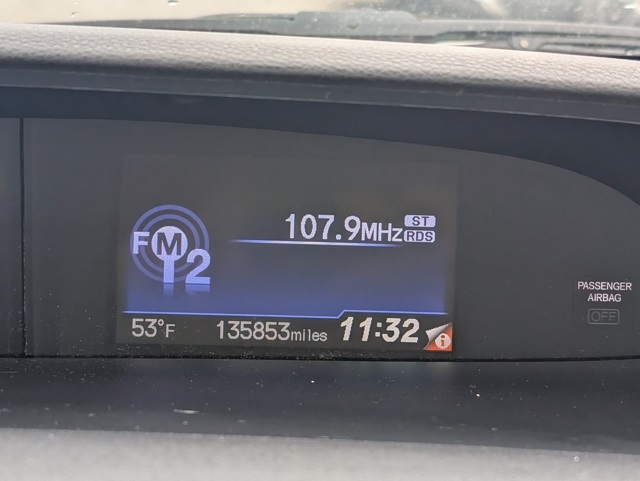 107.9MHz ST
RDS
FM2
53°F 135853miles 11:32 i
PASSENGER
AIRBAG
OFF